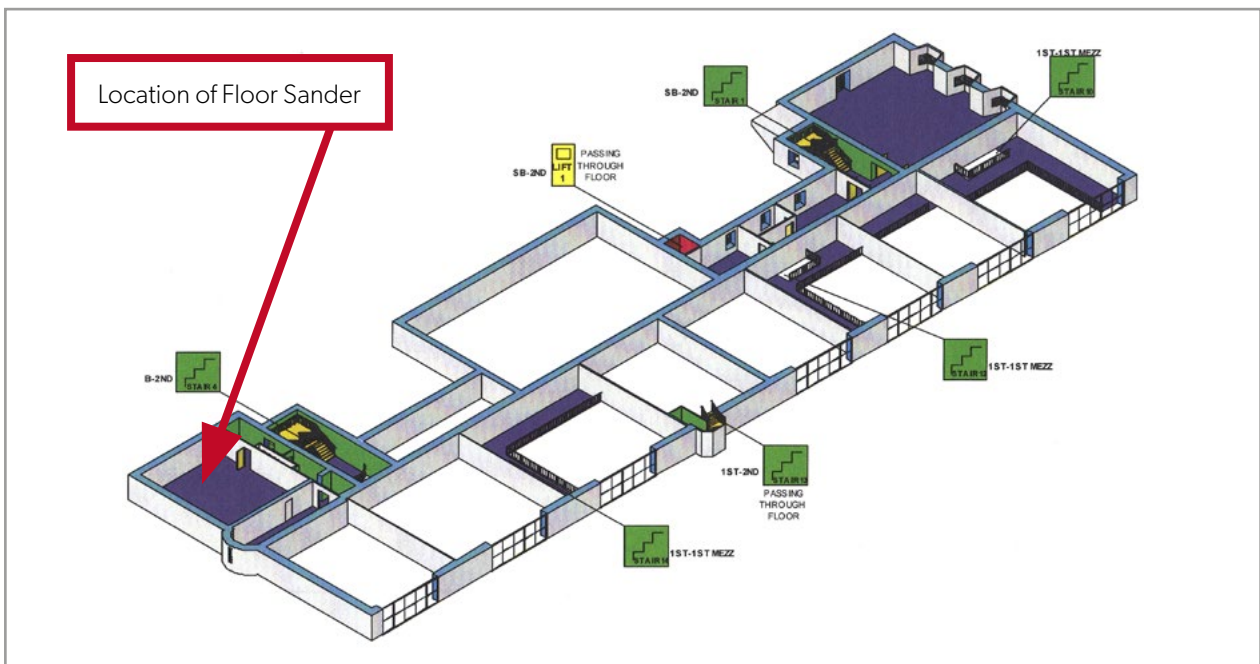 Location of Floor Sander
1ST-1ST MEZZ
STAIR 10
SB-2ND
STAIR 1
SB-2ND
LIFT
1
PASSING
THROUGH
FLOOR
B-2ND
STAIR 4
STAIR 12
1ST-1ST MEZZ
1ST-2ND
STAIR 13
PASSING
THROUGH
FLOOR
STAIR 14
1ST-1ST MEZZ